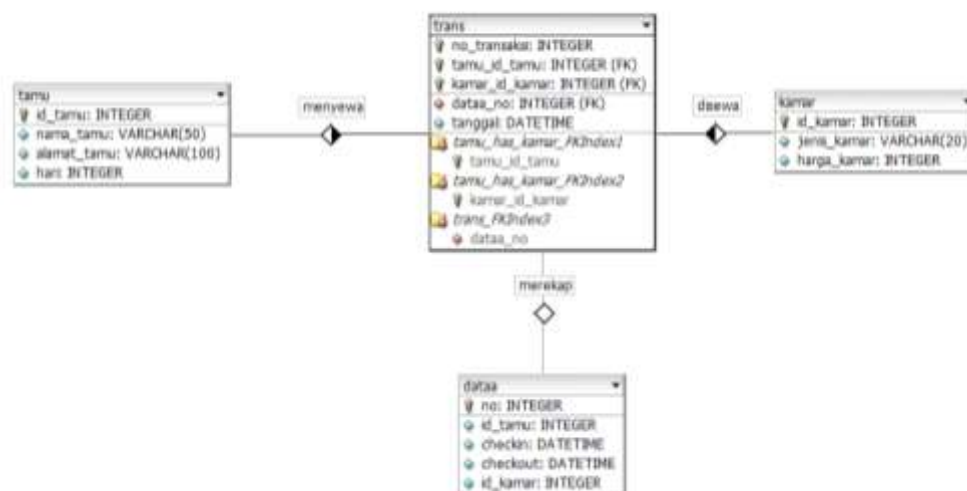 trans
no_transaksi: INTEGER
tamu_id_tamu: INTEGER (FK)
kamar_id_kamar: INTEGER (FK)
dataa_no: INTEGER (FK)
tanggal: DATETIME
tamu_has_kamar_FKIndex1
tamu_id_tamu
tamu_has_kamar_FKIndex2
kamar_id_kamar
trans_FKIndex3
dataa_no
tamu
id_tamu: INTEGER
nama_tamu: VARCHAR(50)
alamat_tamu: VARCHAR(100)
hari: INTEGER
menyewa
disewa
kamar
id_kamar: INTEGER
jenis_kamar: VARCHAR(20)
harga_kamar: INTEGER
merekap
dataa
no: INTEGER
id_tamu: INTEGER
checkin: DATETIME
checkout: DATETIME
id_kamar: INTEGER